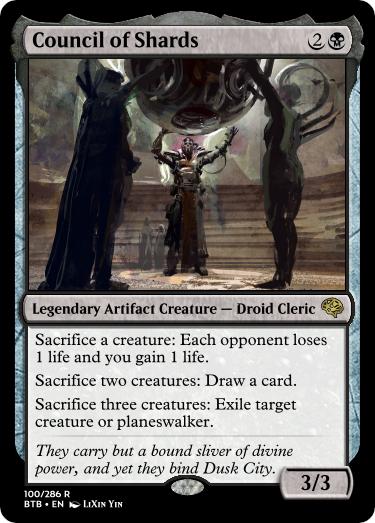 Council of Shards 2
Legendary Artifact Creature — Droid Cleric
Sacrifice a creature: Each opponent loses
1 life and you gain 1 life.
Sacrifice two creatures: Draw a card.
Sacrifice three creatures: Exile target
creature or planeswalker.
They carry but a bound sliver of divine
power, and yet they bind Dusk City.
3/3
100/286 R
BTB • EN LiXin Yin